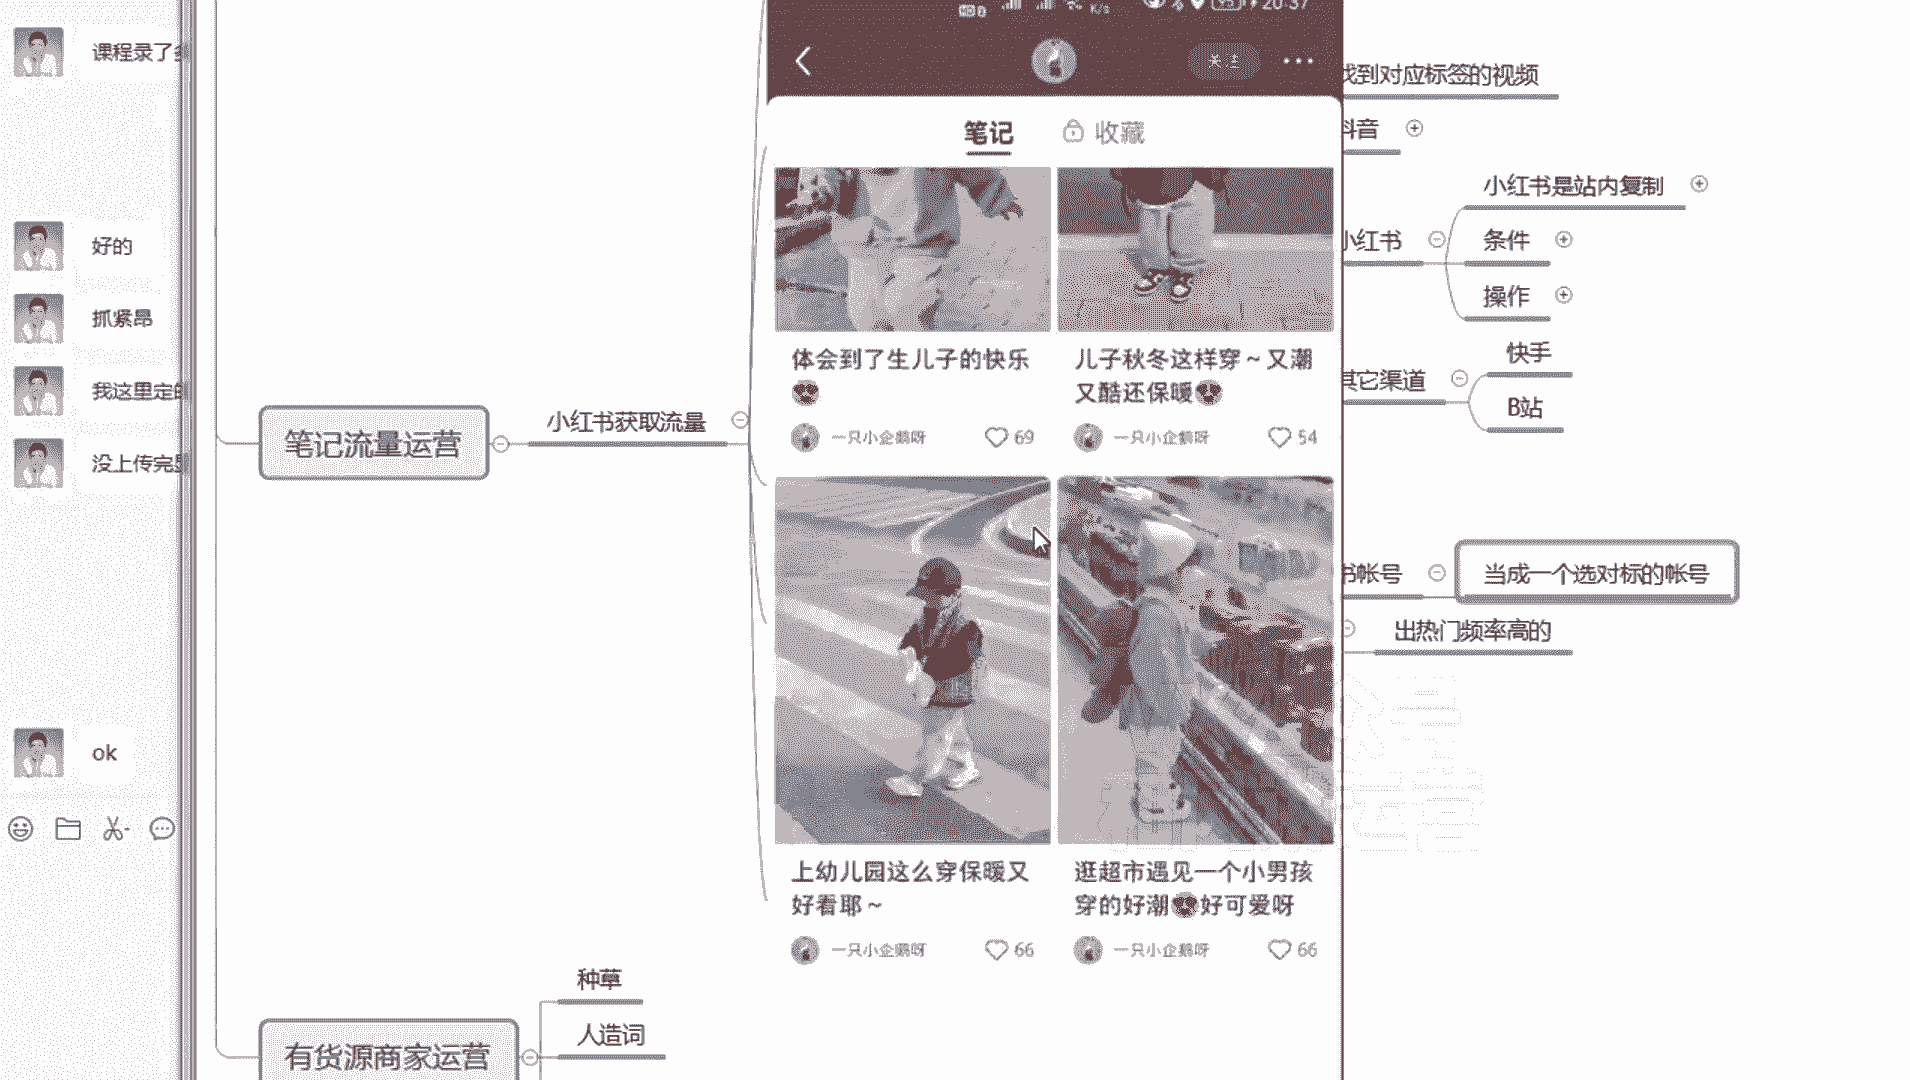 课程录了
好的
抓紧昂
我这里定的
没上传完
ok
笔记流量运营
小红书获取流量
有货源商家运营
种草
人造词
20:37
关注
笔记
收藏
体会到了生儿子的快乐
一只小企鹅呀
69
儿子秋冬这样穿～又潮
又酷还保暖
一只小企鹅呀
54
上幼儿园这么穿保暖又
好看耶～
一只小企鹅呀
66
逛超市遇见一个小男孩
穿的好潮好可爱呀
一只小企鹅呀
66
找到对应标签的视频
抖音
小红书
小红书是站内复制
条件
操作
其它渠道
快手
B站
书帐号
当成一个选对标的帐号
出热门频率高的